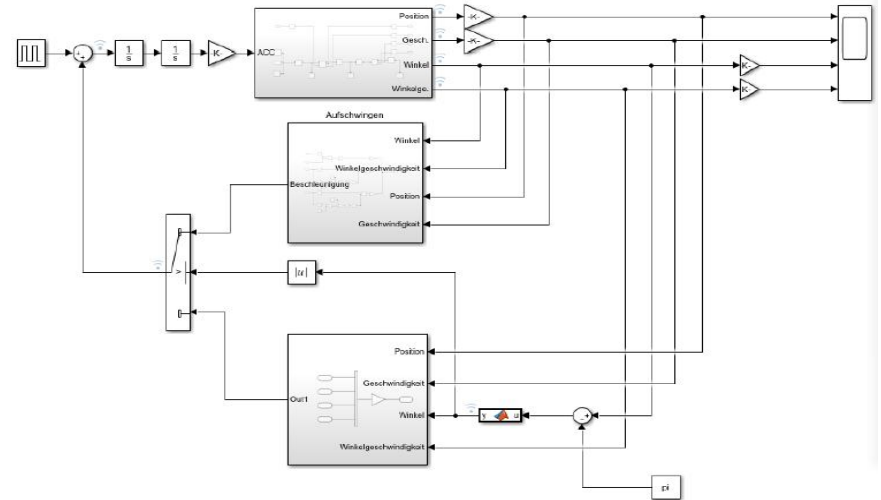 Position
-K-
Gesch.
-K-
1
s
1
s
K
ACC
Winkel
K-
Winkelge.
K-
Aufschwingen
Winkel
Winkelgeschwindigkeit
Beschleunigung
Position
Geschwindigkeit
>
|u|
Position
Geschwindigkeit
Out1
Winkel
y
u
Winkelgeschwindigkeit
pi